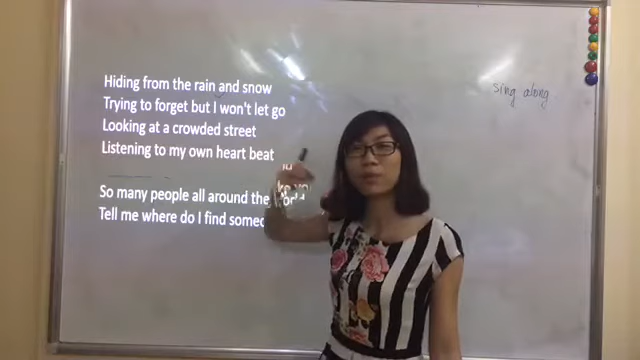 Hiding from the rain and snow
Trying to forget but I won't let go
Looking at a crowded street
Listening to my own heart beat
So many people all around the world
Tell me where do I find
sing along